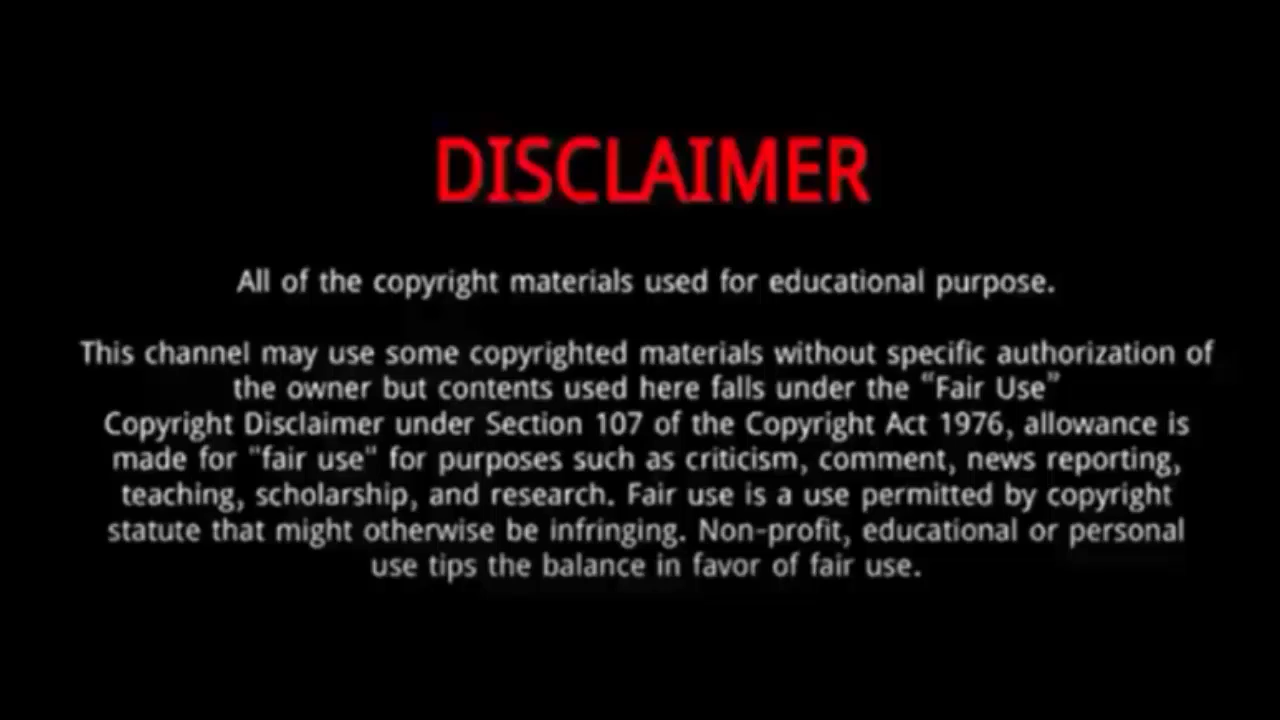 DISCLAIMER
All of the copyright materials used for educational purpose.
This channel may use some copyrighted materials without specific authorization of
the owner but contents used here falls under the “Fair Use”
Copyright Disclaimer under Section 107 of the Copyright Act 1976, allowance is
made for "fair use" for purposes such as criticism, comment, news reporting,
teaching, scholarship, and research. Fair use is a use permitted by copyright
statute that might otherwise be infringing. Non-profit, educational or personal
use tips the balance in favor of fair use.